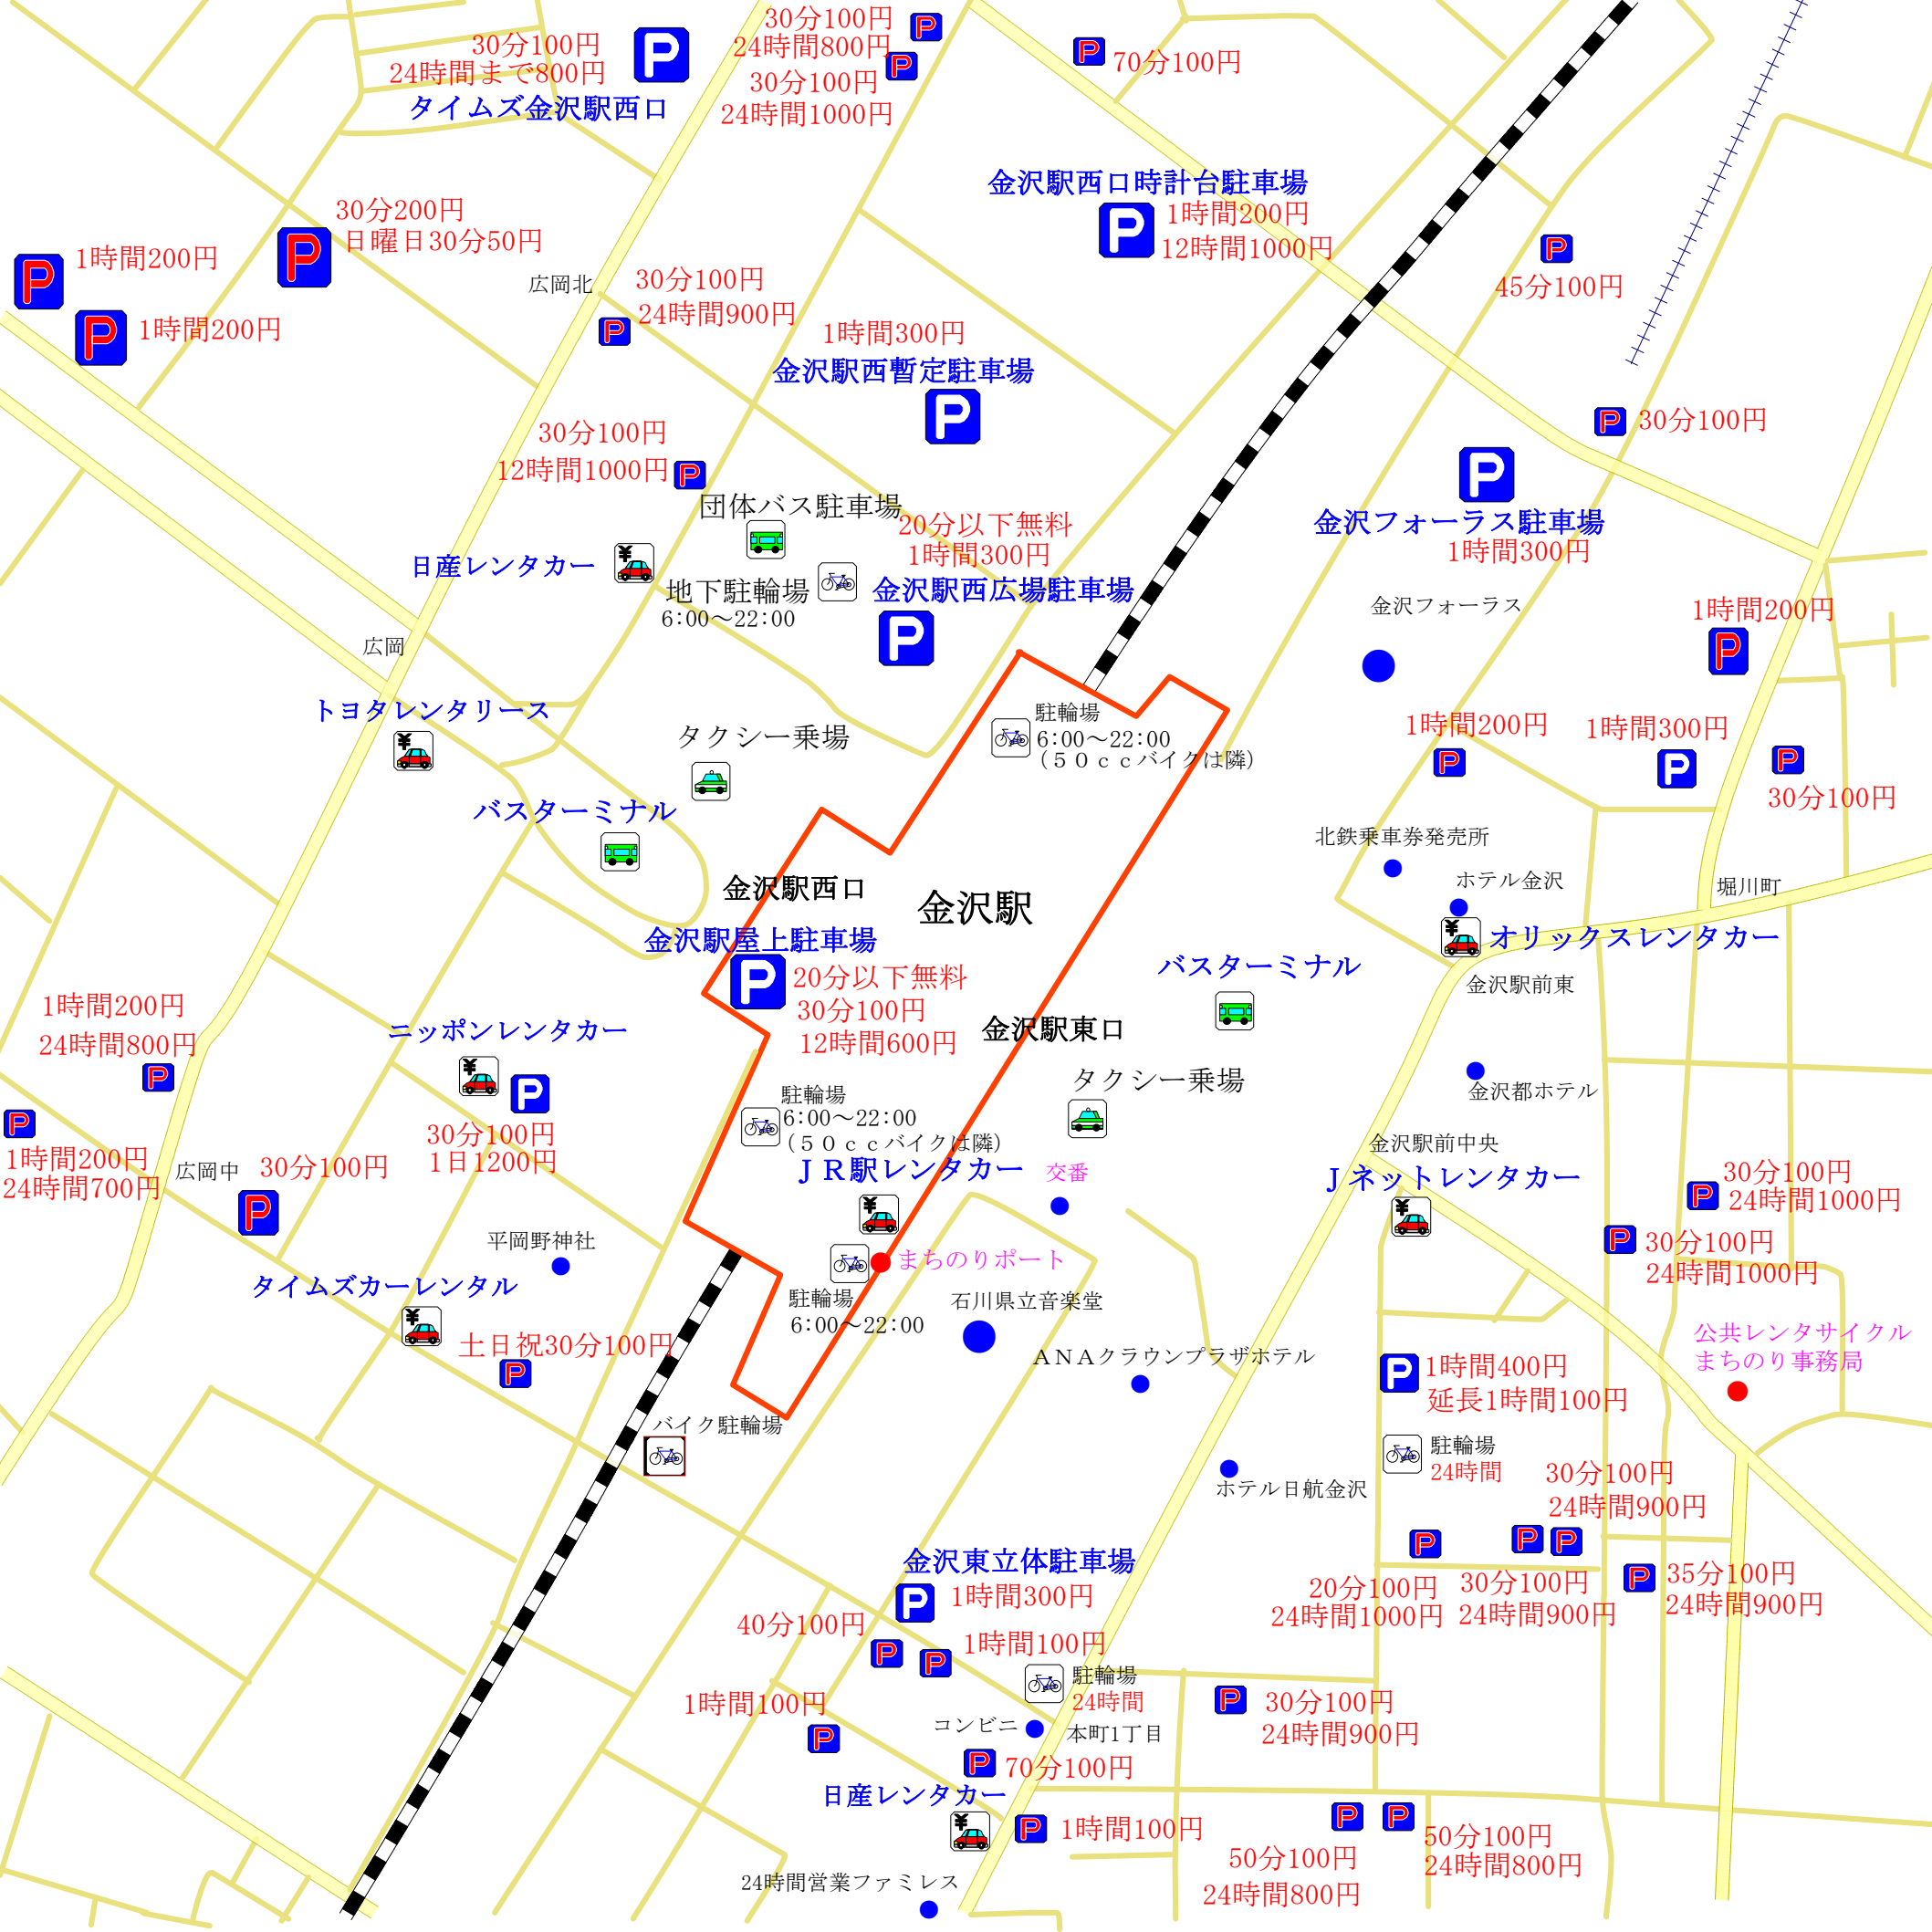 30分100円
24時間まで800円
タイムズ金沢駅西口
P
30分100円
P
24時間800円
P
30分100円
24時間1000円
P
70分100円
金沢駅西口時計台駐車場
P
1時間200円
12時間1000円
P
1時間200円
P
1時間200円
P
30分200円
日曜日30分50円
広岡北
30分100円
P
24時間900円
1時間300円
金沢駅西暫定駐車場
P
P
45分100円
P
30分100円
P
金沢フォーラス駐車場
1時間300円
金沢フォーラス
30分100円
12時間1000円
P
団体バス駐車場
20分以下無料
1時間300円
日産レンタカー
¥
地下駐輪場
6:00～22:00
金沢駅西広場駐車場
P
広岡
1時間200円
P
トヨタレンタリース
¥
タクシー乗場
駐輪場
6:00～22:00
（５０ｃｃバイクは隣）
1時間200円
P
1時間300円
P
P
30分100円
バスターミナル
北鉄乗車券発売所
ホテル金沢
堀川町
金沢駅西口
金沢駅
¥
オリックスレンタカー
金沢駅屋上駐車場
P
20分以下無料
30分100円
12時間600円
バスターミナル
金沢駅前東
金沢駅東口
1時間200円
24時間800円
P
ニッポンレンタカー
¥
P
30分100円
1日1200円
タクシー乗場
金沢都ホテル
駐輪場
6:00～22:00
（５０ｃｃバイクは隣）
P
1時間200円
24時間700円
広岡中
30分100円
P
ＪＲ駅レンタカー
¥
交番
金沢駅前中央
Ｊネットレンタカー
¥
30分100円
P
24時間1000円
P
30分100円
24時間1000円
平岡野神社
まちのりポート
タイムズカーレンタル
¥
駐輪場
6:00～22:00
石川県立音楽堂
土日祝30分100円
P
ＡＮＡクラウンプラザホテル
P
1時間400円
延長1時間100円
公共レンタサイクル
まちのり事務局
バイク駐輪場
駐輪場
24時間
ホテル日航金沢
30分100円
24時間900円
P
P
P
20分100円
24時間1000円
30分100円
24時間900円
P
35分100円
24時間900円
金沢東立体駐車場
P
1時間300円
40分100円
P
P
1時間100円
駐輪場
24時間
1時間100円
P
コンビニ
本町1丁目
P
30分100円
24時間900円
P
70分100円
日産レンタカー
¥
P
1時間100円
P
P
50分100円
24時間800円
50分100円
24時間800円
24時間営業ファミレス